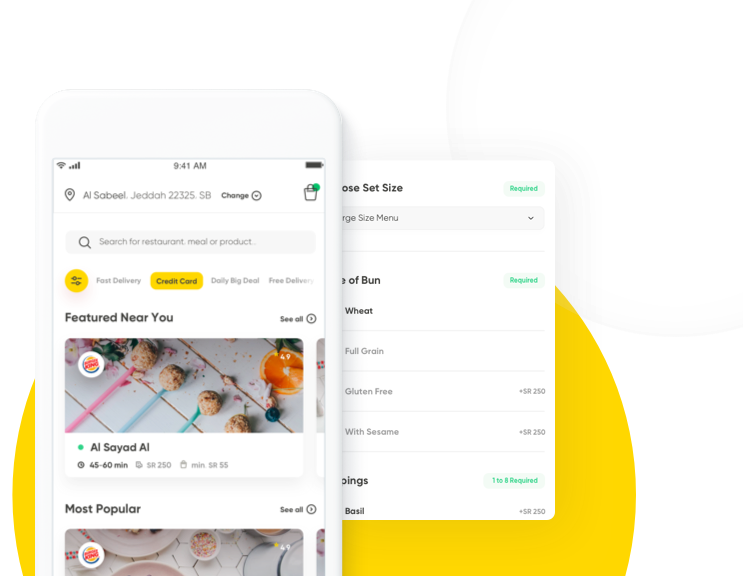 9:41 AM
Al Sabeel. Jeddah 22325. SB
Change
Search for restaurant. meal or product..
Fast Delivery
Credit Card
Daily Big Deal
Free Delivery
Featured Near You
See all
BURGER KING
4.9
Al Sayad Al
45-60 min
SR 250
min. SR 55
Most Popular
See all
BURGER KING
4.9
ose Set Size
Required
rge Size Menu
e of Bun
Required
Wheat
Full Grain
Gluten Free
+SR 250
With Sesame
+SR 250
pings
1 to 8 Required
Basil
+SR 250